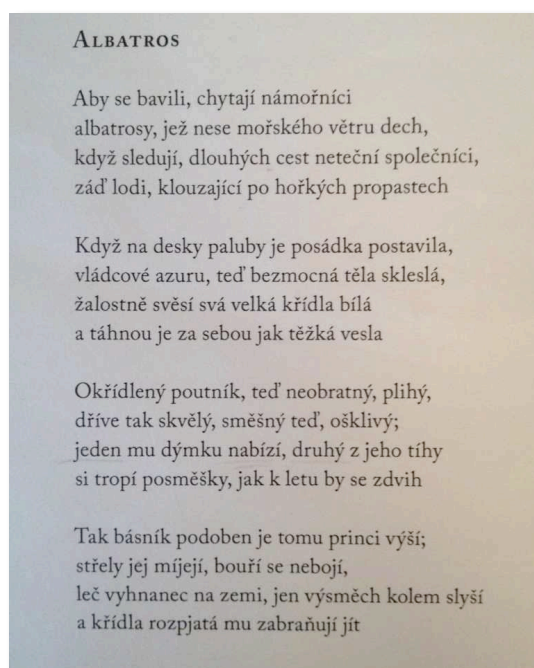 ALBATROS
Aby se bavili, chytají námořníci
albatrosy, jež nese mořského větru dech,
když sledují, dlouhých cest neteční společníci,
záď lodi, klouzající po hořkých propastech
Když na desky paluby je posádka postavila,
vládcové azuru, teď bezmocná těla skleslá,
žalostně svěsí svá velká křídla bílá
a táhnou je za sebou jak těžká vesla
Okřídlený poutník, teď neobratný, plihý,
dříve tak skvělý, směšný teď, ošklivý;
jeden mu dýmku nabízí, druhý z jeho tíhy
si tropí posměšky, jak k letu by se zdvih
Tak básník podoben je tomu princi výší;
střely jej míjejí, bouří se nebojí,
leč vyhnanec na zemi, jen výsměch kolem slyší
a křídla rozpjatá mu zabraňují jít